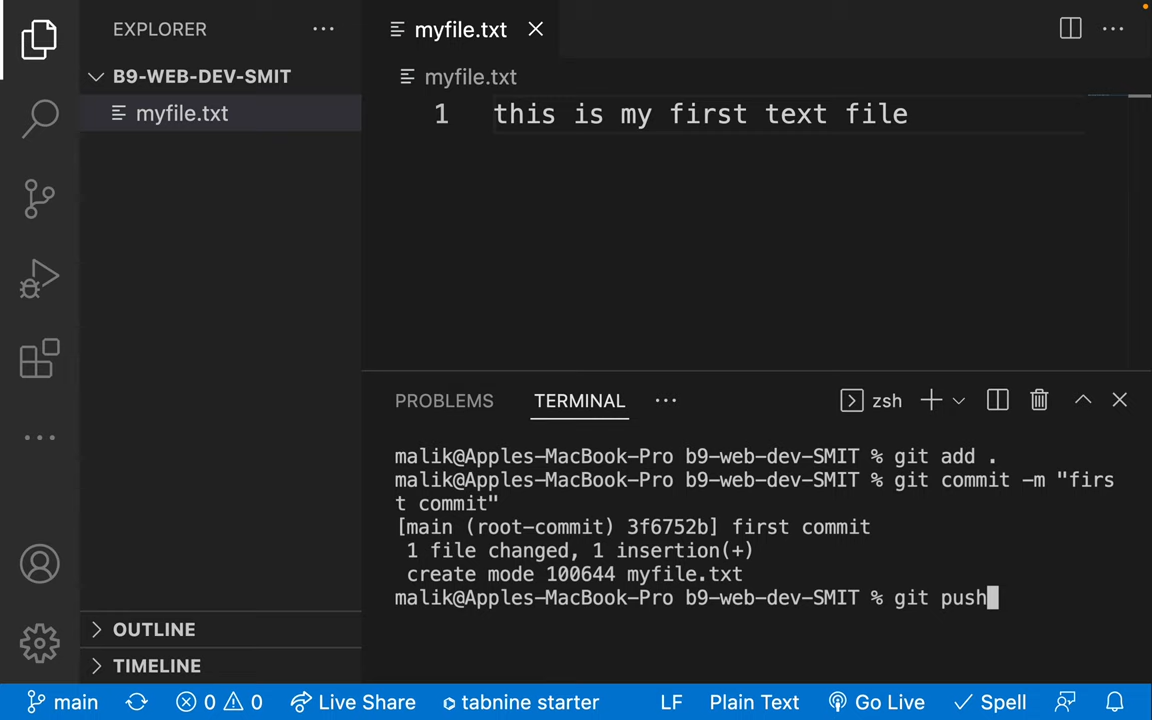 EXPLORER ···
myfile.txt
B9-WEB-DEV-SMIT
myfile.txt
myfile.txt
1 this is my first text file
PROBLEMS TERMINAL ··· zsh
malik@Apples-MacBook-Pro b9-web-dev-SMIT % git add .
malik@Apples-MacBook-Pro b9-web-dev-SMIT % git commit -m "firs
t commit"
[main (root-commit) 3f6752b] first commit
1 file changed, 1 insertion(+)
create mode 100644 myfile.txt
malik@Apples-MacBook-Pro b9-web-dev-SMIT % git push
OUTLINE
TIMELINE
main 0 0 Live Share tabnine starter LF Plain Text Go Live Spell